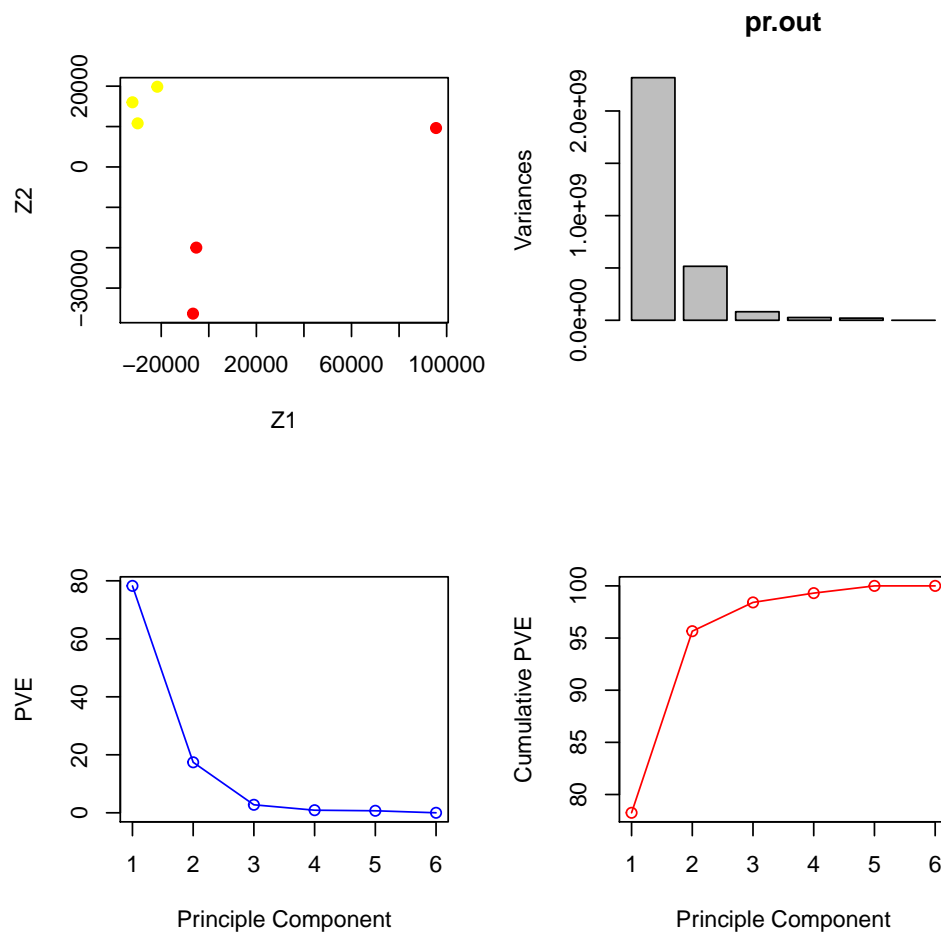 20000
0
−30000
Z2
−20000 20000 60000 100000
Z1
pr.out
2.0e+09
1.0e+09
0.0e+00
Variances
80
60
40
20
0
PVE
1 2 3 4 5 6
Principle Component
100
95
90
85
80
Cumulative PVE
1 2 3 4 5 6
Principle Component